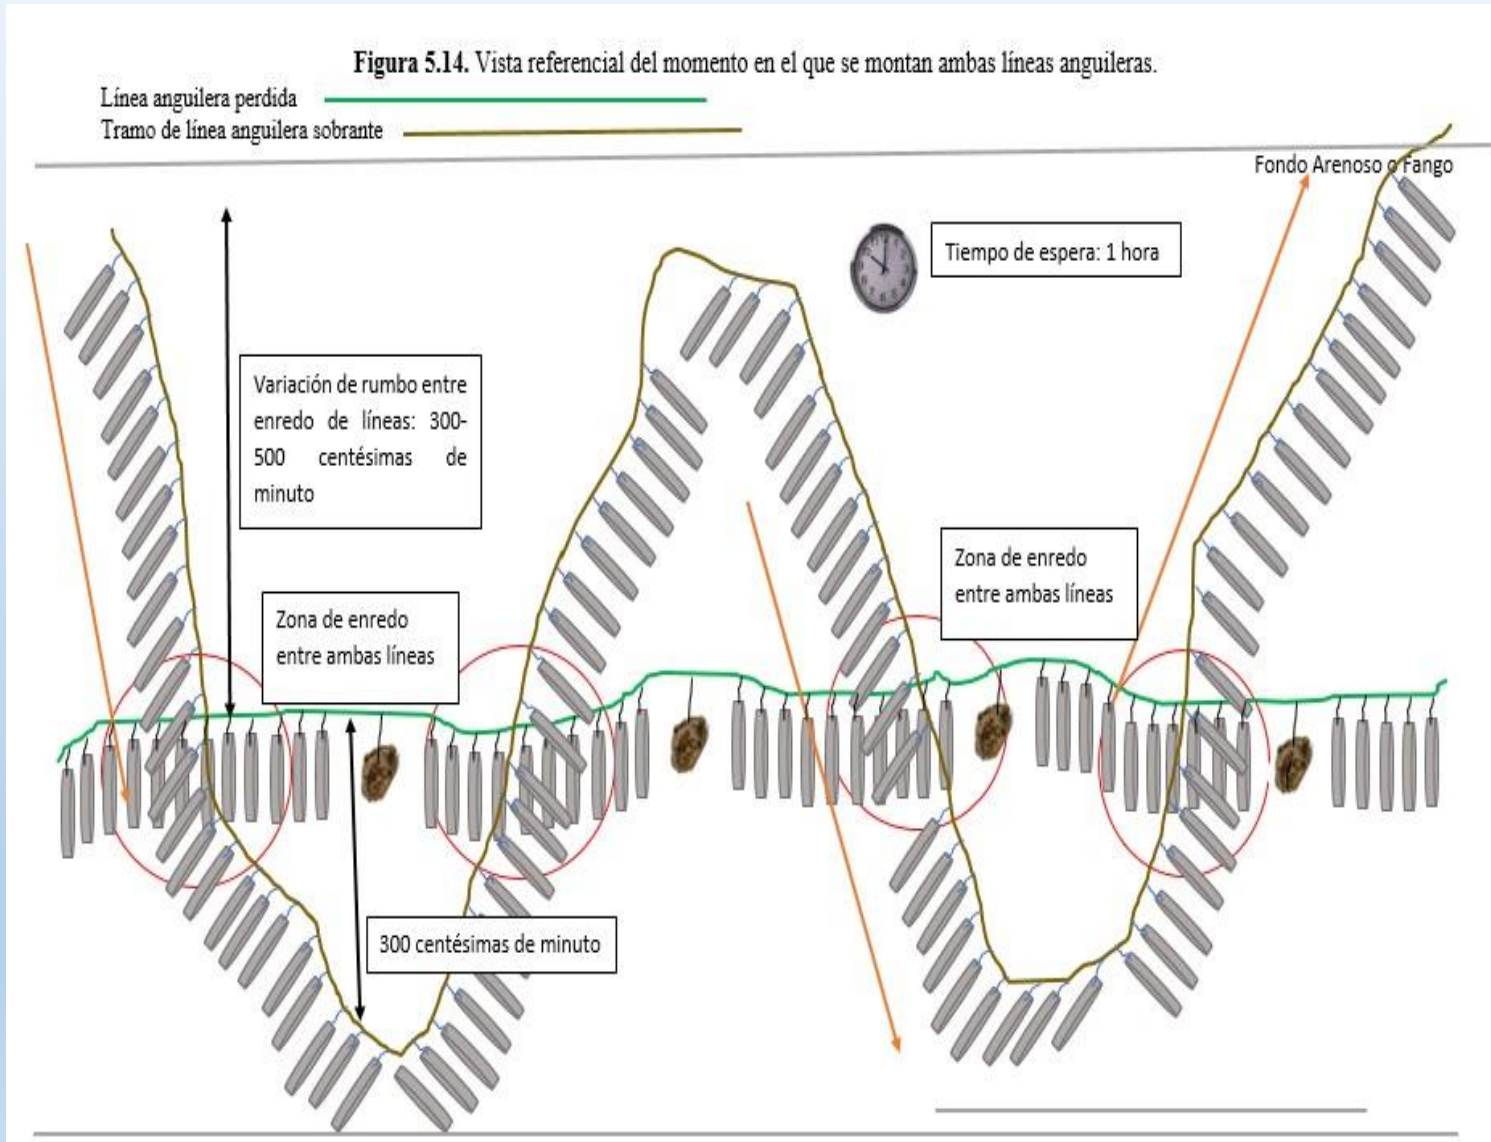 Figura 5.14. Vista referencial del momento en el que se montan ambas líneas anguileras.
Línea anguilera perdida
Tramo de línea anguilera sobrante
Fondo Arenoso o Fango
Tiempo de espera: 1 hora
Variación de rumbo entre
enredo de líneas: 300-
500 centésimas de
minuto
Zona de enredo
entre ambas líneas
Zona de enredo
entre ambas líneas
300 centésimas de minuto